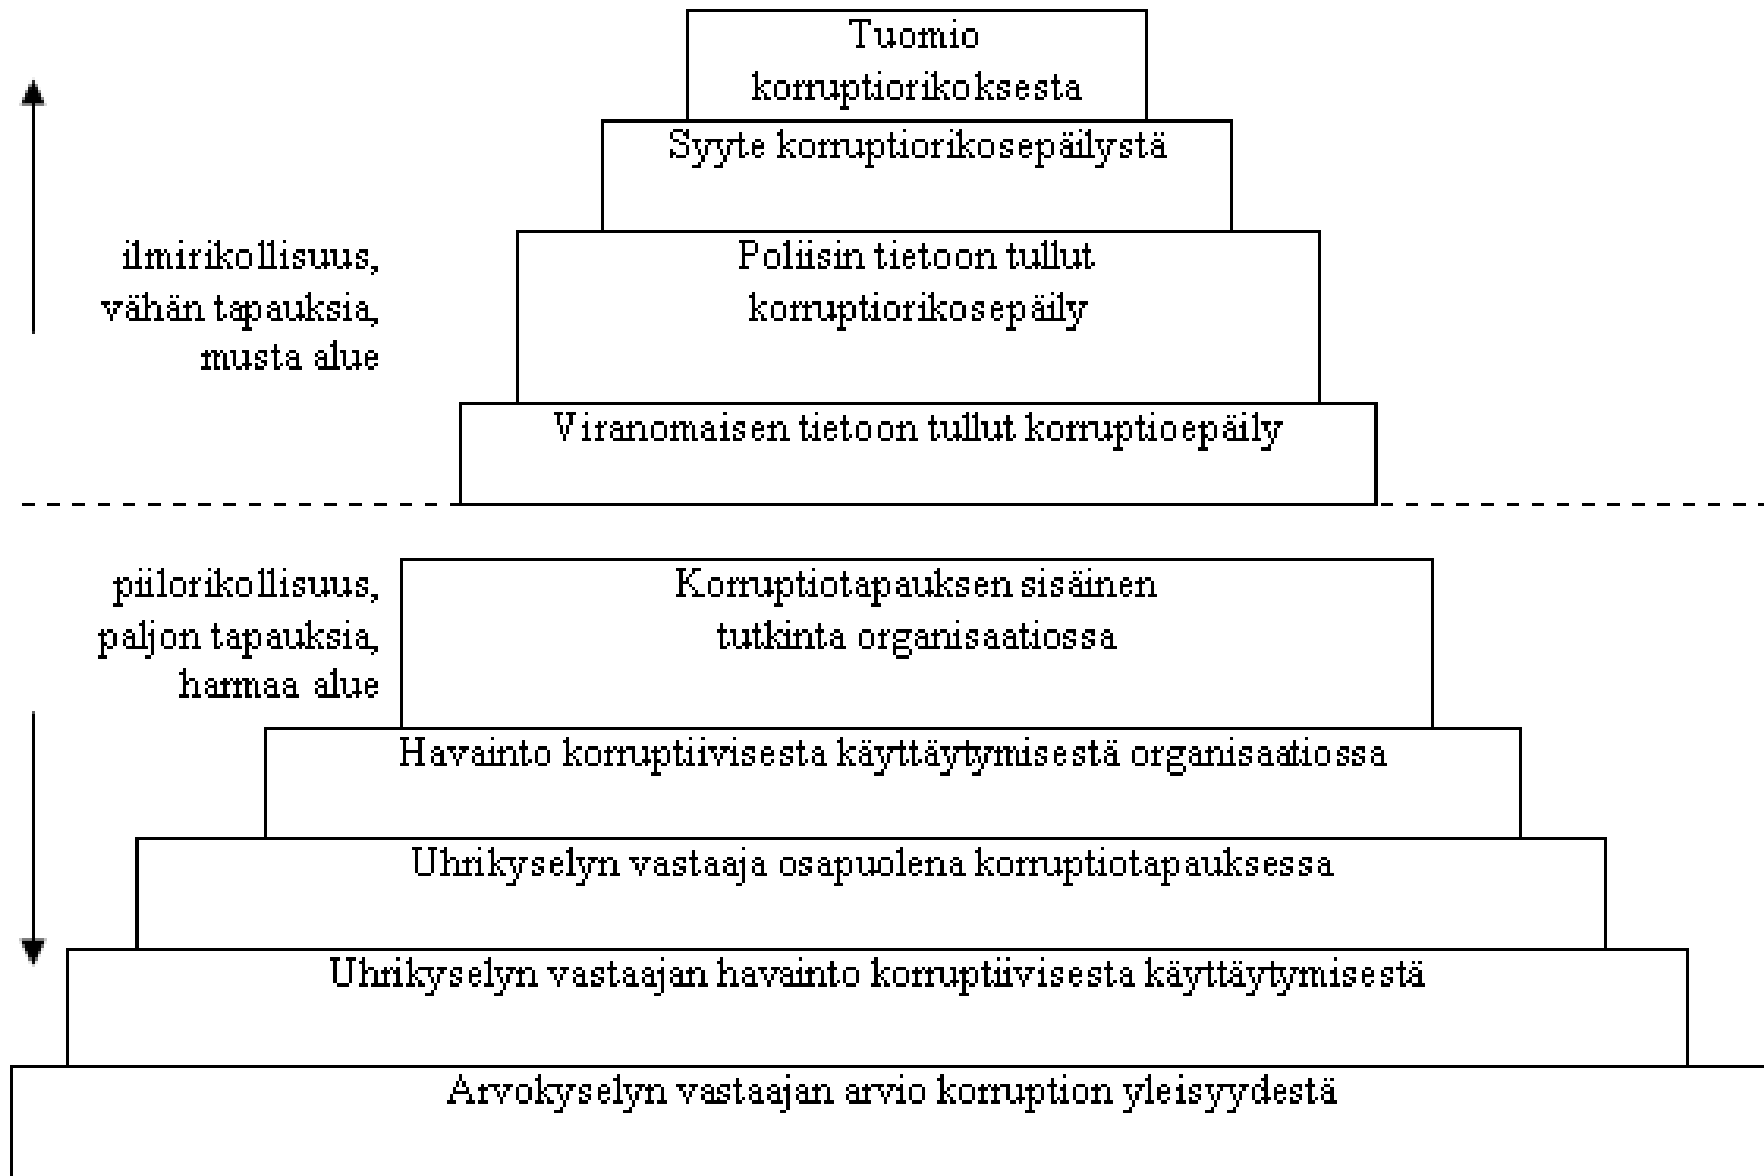 Tuomio
korruptiorikoksesta
Syyte korruptiorikosepäilystä
ilmirikollisuus,
vähän tapauksia,
musta alue
Poliisin tietoon tullut
korruptiorikosepäily
Viranomaisen tietoon tullut korruptioepäily
piilorikollisuus,
paljon tapauksia,
harmaa alue
Korruptiotapauksen sisäinen
tutkinta organisaatiossa
Havainto korruptiivisesta käyttäytymisestä organisaatiossa
Uhrikyselyn vastaaja osapuolena korruptiotapauksessa
Uhrikyselyn vastaajan havainto korruptiivisesta käyttäytymisestä
Arvokyselyn vastaajan arvio korruption yleisyydestä